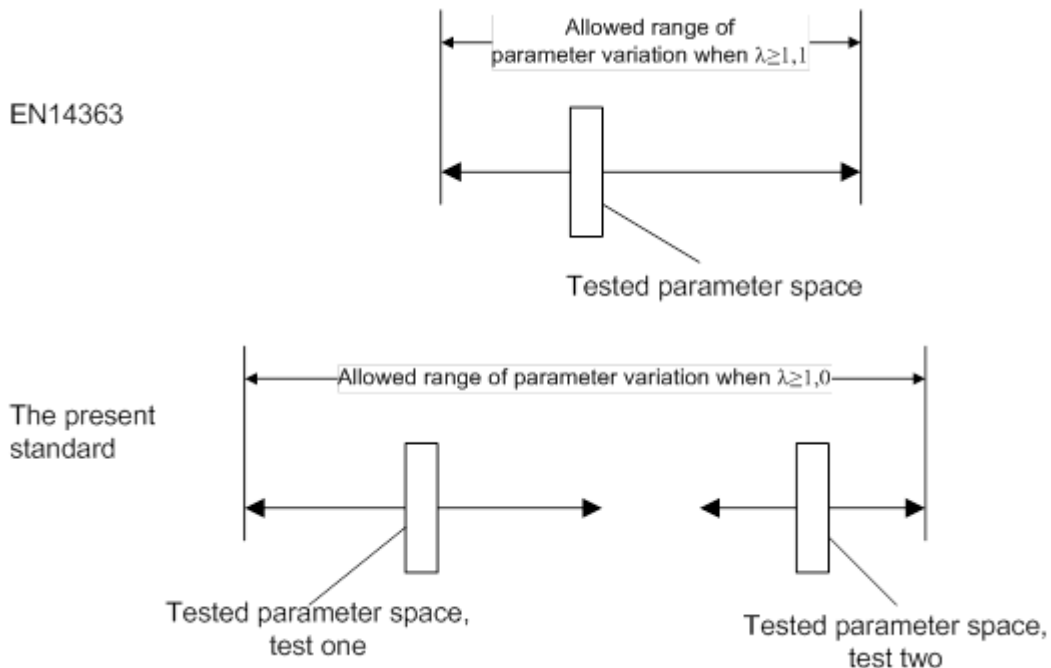 Allowed range of
parameter variation when λ≥1,1
EN14363
Tested parameter space
Allowed range of parameter variation when λ≥1,0
The present
standard
Tested parameter space,
test one
Tested parameter space,
test two